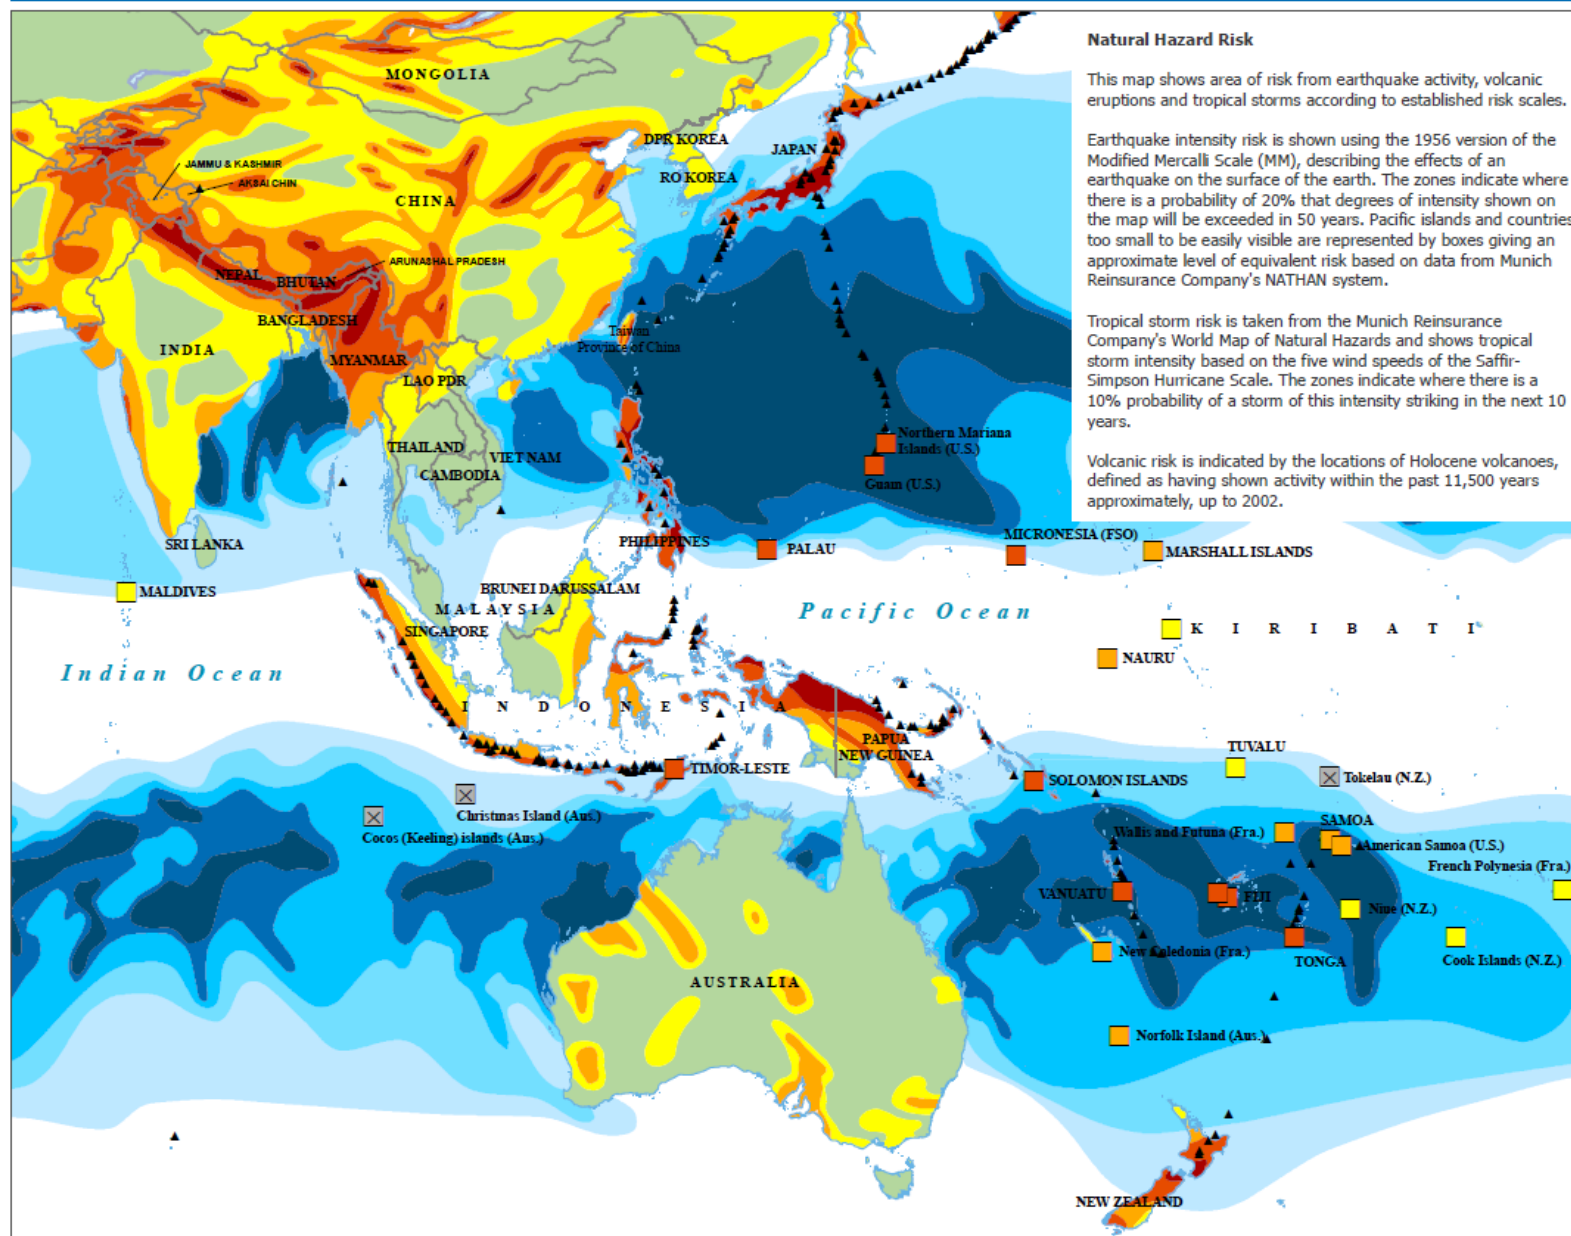 Natural Hazard Risk
This map shows area of risk from earthquake activity, volcanic
eruptions and tropical storms according to established risk scales.
Earthquake intensity risk is shown using the 1956 version of the
Modified Mercalli Scale (MM), describing the effects of an
earthquake on the surface of the earth. The zones indicate where
there is a probability of 20% that degrees of intensity shown on
the map will be exceeded in 50 years. Pacific islands and countries
too small to be easily visible are represented by boxes giving an
approximate level of equivalent risk based on data from Munich
Reinsurance Company's NATHAN system.
Tropical storm risk is taken from the Munich Reinsurance
Company's World Map of Natural Hazards and shows tropical
storm intensity based on the five wind speeds of the Saffir-
Simpson Hurricane Scale. The zones indicate where there is a
10% probability of a storm of this intensity striking in the next 10
years.
Volcanic risk is indicated by the locations of Holocene volcanoes,
defined as having shown activity within the past 11,500 years
approximately, up to 2002.
MONGOLIA
DPR KOREA
JAPAN
RO KOREA
JAMMU & KASHMIR
AKSAI CHIN
CHINA
ARUNASHAL PRADESH
NEPAL
BHUTAN
BANGLADESH
INDIA
MYANMAR
Taiwan
Province of China
LAO PDR
THAILAND
VIET NAM
CAMBODIA
Northern Mariana
Islands (U.S.)
Guam (U.S.)
SRI LANKA
PHILIPPINES
PALAU
MICRONESIA (FSO)
MARSHALL ISLANDS
MALDIVES
BRUNEI DARUSSALAM
MALAYSIA
SINGAPORE
Pacific Ocean
KIRIBATI
NAURU
Indian Ocean
INDONESIA
PAPUA
NEW GUINEA
TIMOR-LESTE
SOLOMON ISLANDS
TUVALU
Tokelau (N.Z.)
Christmas Island (Aus.)
Cocos (Keeling) islands (Aus.)
Wallis and Futuna (Fra.)
SAMOA
American Samoa (U.S.)
French Polynesia (Fra.)
VANUATU
FIJI
Niue (N.Z.)
New Caledonia (Fra.)
TONGA
Cook Islands (N.Z.)
AUSTRALIA
Norfolk Island (Aus.)
NEW ZEALAND